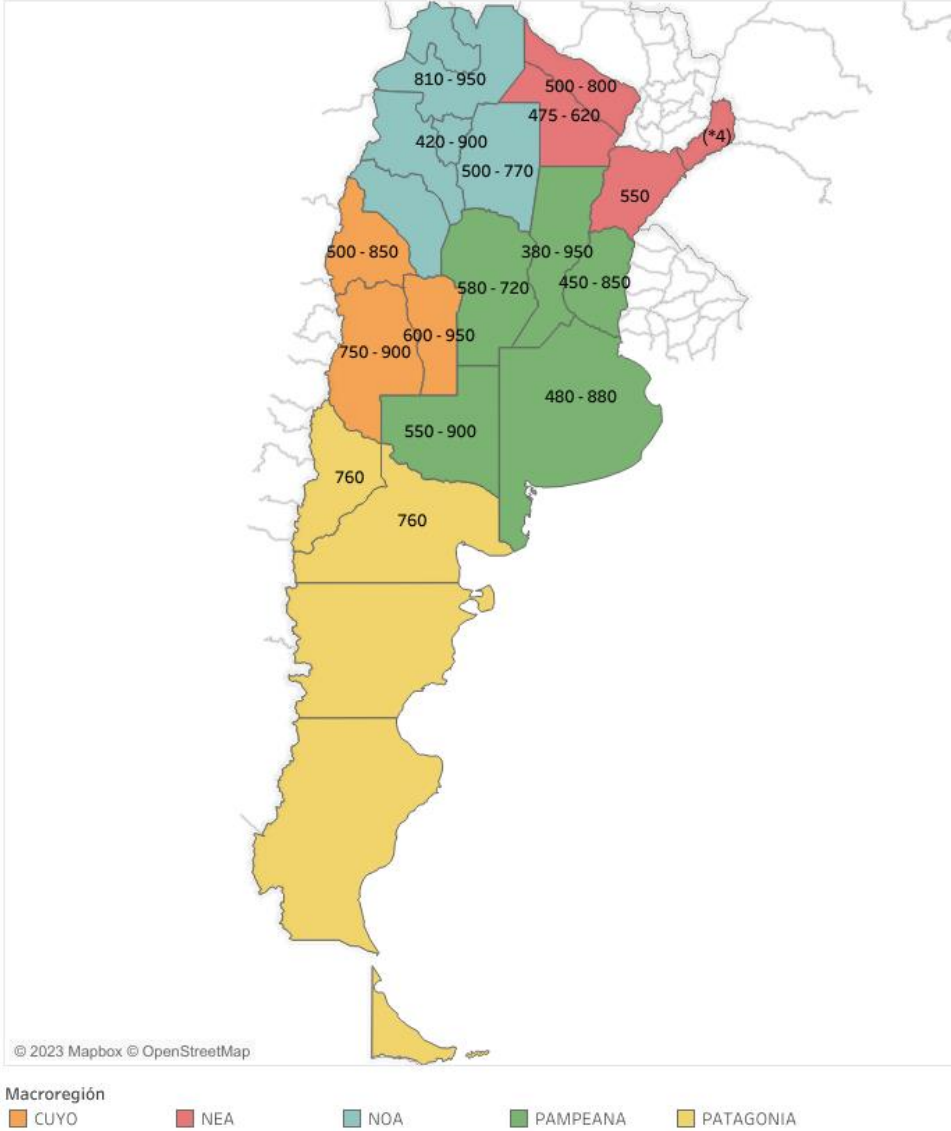 810 - 950
500 - 800
475 - 620
(*4)
420 - 900
500 - 770
550
500 - 850
380 - 950
450 - 850
580 - 720
600 - 950
750 - 900
480 - 880
550 - 900
760
760
© 2023 Mapbox © OpenStreetMap
Macroregión
CUYO NEA NOA PAMPEANA PATAGONIA